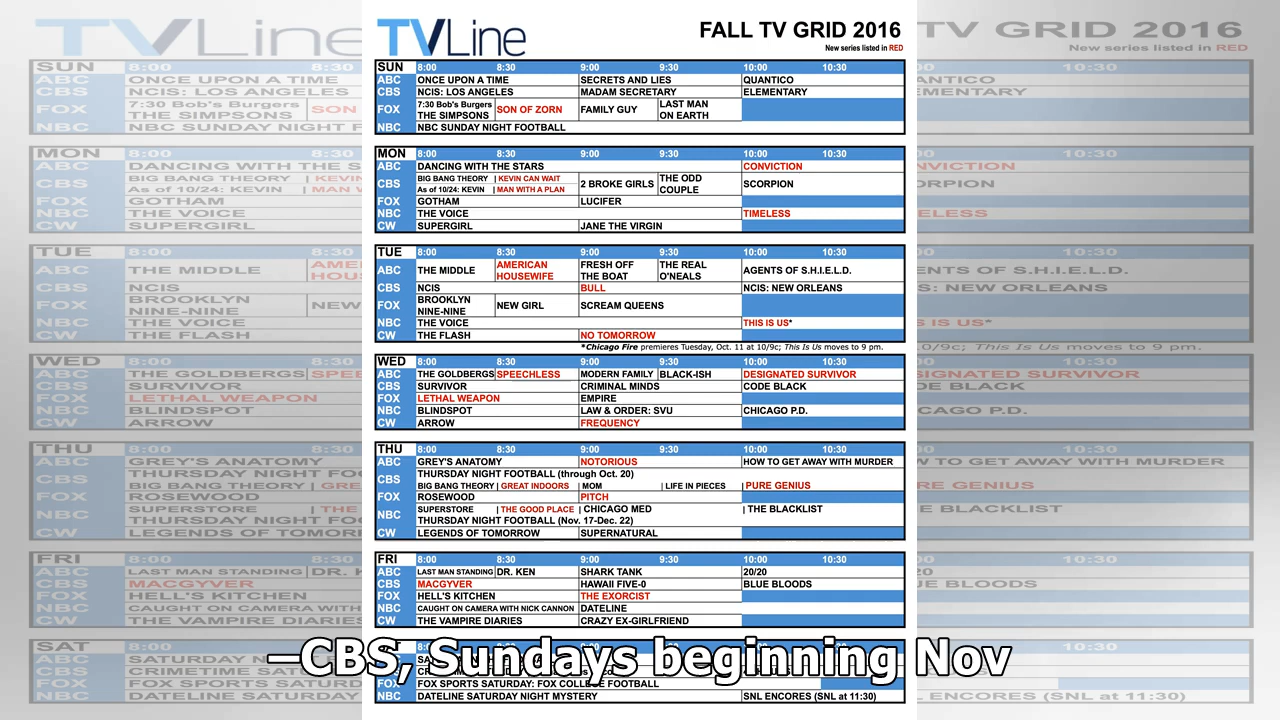 TVLine
FALL TV GRID 2016
New series listed in RED
SUN 8:00 8:30 9:00 9:30 10:00 10:30
ABC ONCE UPON A TIME SECRETS AND LIES QUANTICO
CBS NCIS: LOS ANGELES MADAM SECRETARY ELEMENTARY
FOX 7:30 Bob's Burgers THE SIMPSONS SON OF ZORN FAMILY GUY LAST MAN ON EARTH
NBC NBC SUNDAY NIGHT FOOTBALL
MON 8:00 8:30 9:00 9:30 10:00 10:30
ABC DANCING WITH THE STARS CONVICTION
CBS BIG BANG THEORY | KEVIN CAN WAIT
As of 10/24: KEVIN | MAN WITH A PLAN 2 BROKE GIRLS THE ODD COUPLE SCORPION
FOX GOTHAM LUCIFER
NBC THE VOICE TIMELESS
CW SUPERGIRL JANE THE VIRGIN
TUE 8:00 8:30 9:00 9:30 10:00 10:30
ABC THE MIDDLE AMERICAN HOUSEWIFE FRESH OFF THE BOAT THE REAL O'NEALS AGENTS OF S.H.I.E.L.D.
CBS NCIS BULL NCIS: NEW ORLEANS
FOX BROOKLYN NINE-NINE NEW GIRL SCREAM QUEENS
NBC THE VOICE THIS IS US*
CW THE FLASH NO TOMORROW
*Chicago Fire premieres Tuesday, Oct. 11 at 10/9c; This Is Us moves to 9 pm.
WED 8:00 8:30 9:00 9:30 10:00 10:30
ABC THE GOLDBERGS SPEECHLESS MODERN FAMILY BLACK-ISH DESIGNATED SURVIVOR
CBS SURVIVOR CRIMINAL MINDS CODE BLACK
FOX LETHAL WEAPON EMPIRE
NBC BLINDSPOT LAW & ORDER: SVU CHICAGO P.D.
CW ARROW FREQUENCY
THU 8:00 8:30 9:00 9:30 10:00 10:30
ABC GREY'S ANATOMY NOTORIOUS HOW TO GET AWAY WITH MURDER
CBS THURSDAY NIGHT FOOTBALL (through Oct. 20)
BIG BANG THEORY | GREAT INDOORS | MOM | LIFE IN PIECES | PURE GENIUS
FOX ROSEWOOD PITCH
NBC SUPERSTORE | THE GOOD PLACE | CHICAGO MED | THE BLACKLIST
THURSDAY NIGHT FOOTBALL (Nov. 17-Dec. 22)
CW LEGENDS OF TOMORROW SUPERNATURAL
FRI 8:00 8:30 9:00 9:30 10:00 10:30
ABC LAST MAN STANDING DR. KEN SHARK TANK 20/20
CBS MACGYVER HAWAII FIVE-0 BLUE BLOODS
FOX HELL'S KITCHEN THE EXORCIST
NBC CAUGHT ON CAMERA WITH NICK CANNON DATELINE
CW THE VAMPIRE DIARIES CRAZY EX-GIRLFRIEND
—CBS, Sundays beginning Nov
FOX FOX SPORTS SATURDAY: FOX COLLEGE FOOTBALL
NBC DATELINE SATURDAY NIGHT MYSTERY SNL ENCORES (SNL at 11:30)